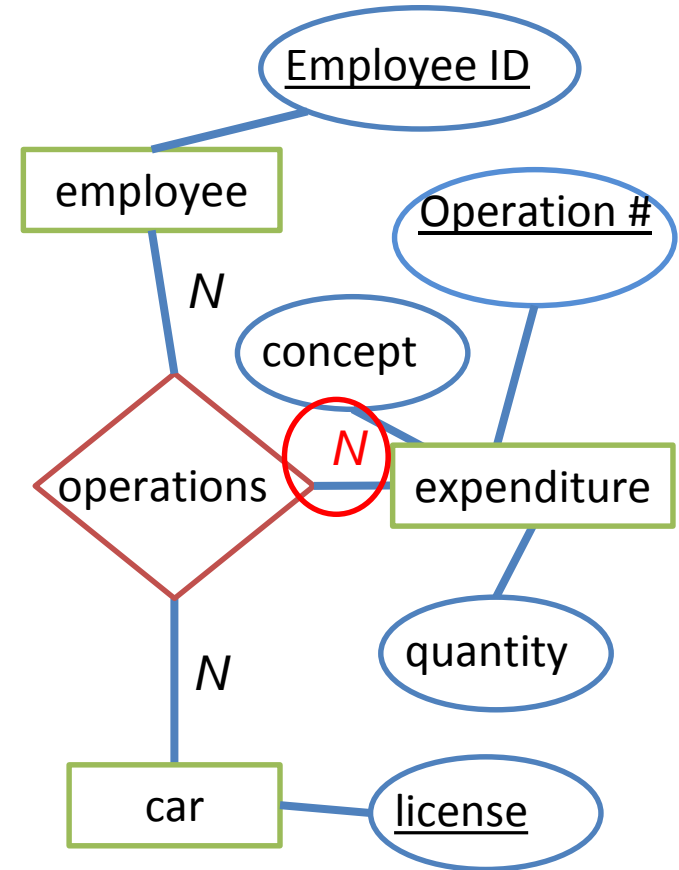 Employee ID
employee
Operation #
N
concept
N
operations
expenditure
quantity
N
car
license